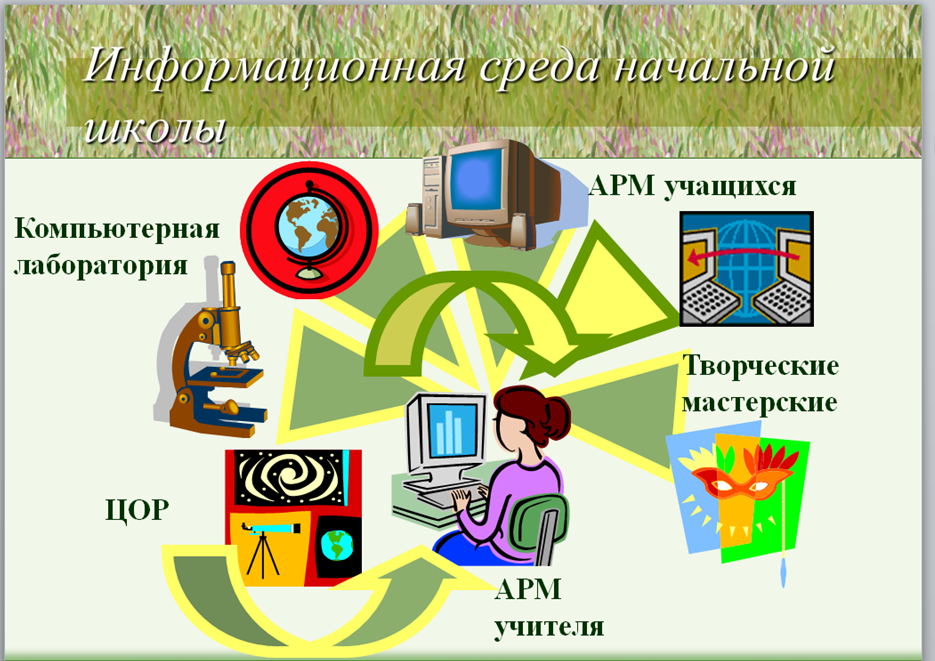 Информационная среда начальной
школы
АРМ учащихся
Компьютерная
лаборатория
Творческие
мастерские
ЦОР
АРМ
учителя